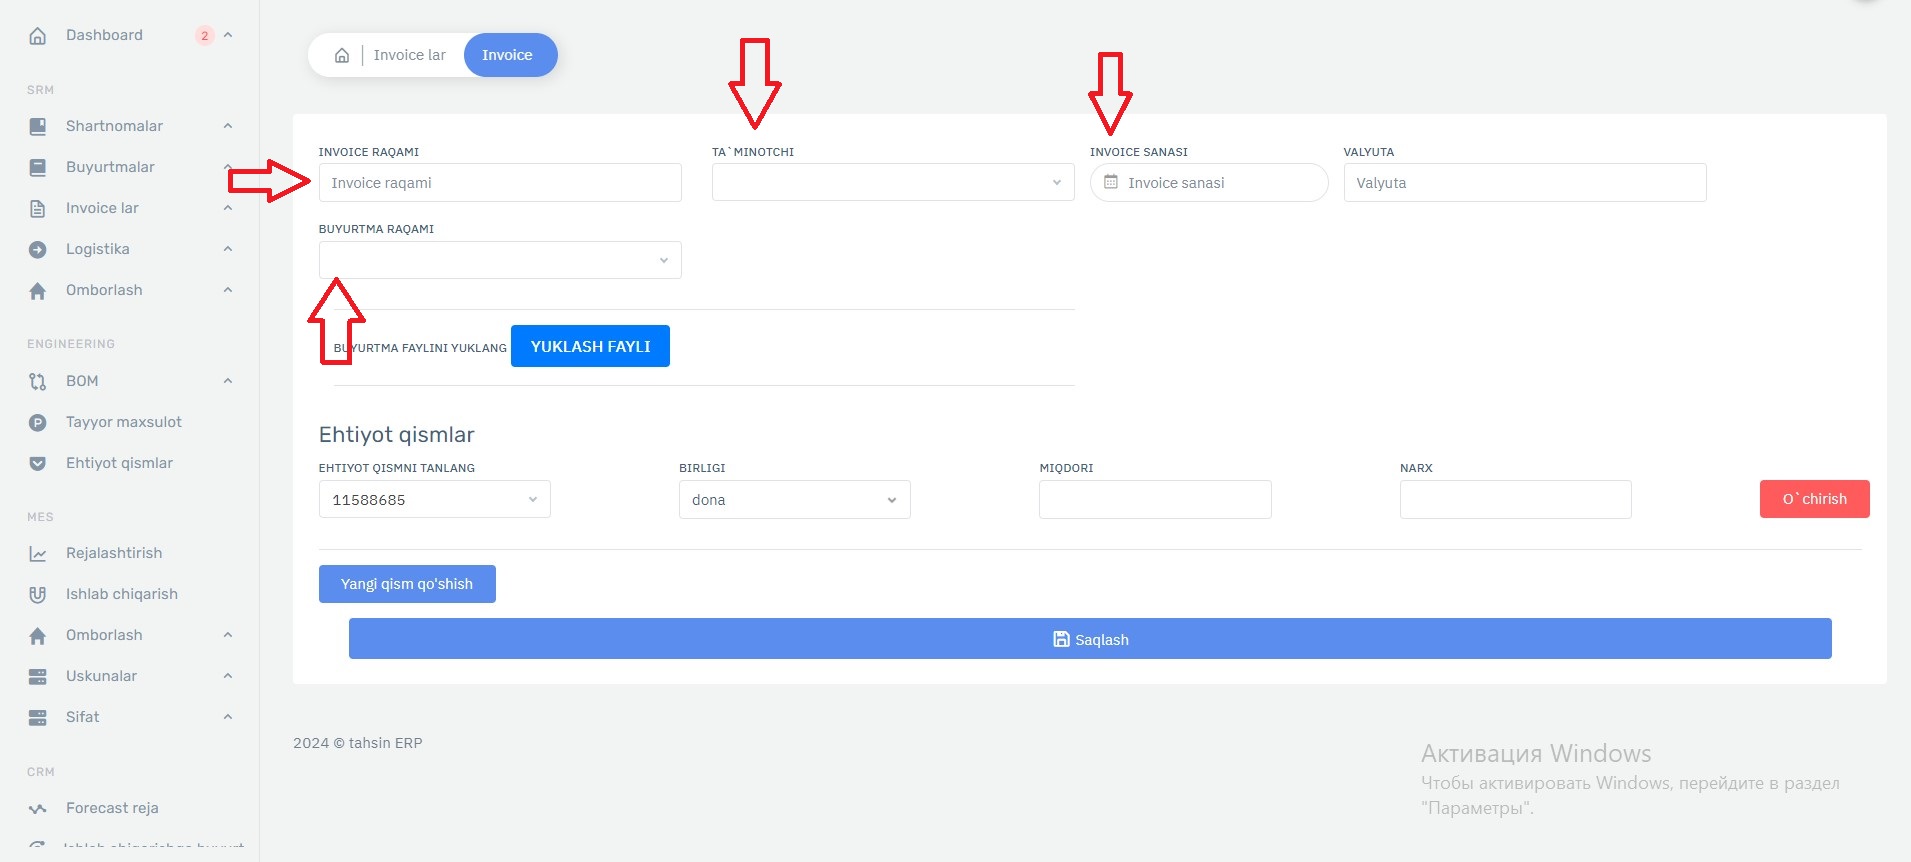 Dashboard 2
SRM
Shartnomalar
Buyurtmalar
Invoice lar
Logistika
Omborlash
ENGINEERING
BOM
Tayyor maxsulot
Ehtiyot qismlar
MES
Rejalashtirish
Ishlab chiqarish
Omborlash
Uskunalar
Sifat
CRM
Forecast reja
Invoice lar Invoice
INVOICE RAQAMI TA`MINOTCHI INVOICE SANASI VALYUTA
Invoice raqami Invoice sanasi Valyuta
BUYURTMA RAQAMI
BUYURTMA FAYLINI YUKLANG YUKLASH FAYLI
Ehtiyot qismlar
EHTIYOT QISMNI TANLANG BIRLIGI MIQDORI NARX
11588685 dona O`chirish
Yangi qism qo'shish
Saqlash
2024 © tahsin ERP
Активация Windows
Чтобы активировать Windows, перейдите в раздел
"Параметры".